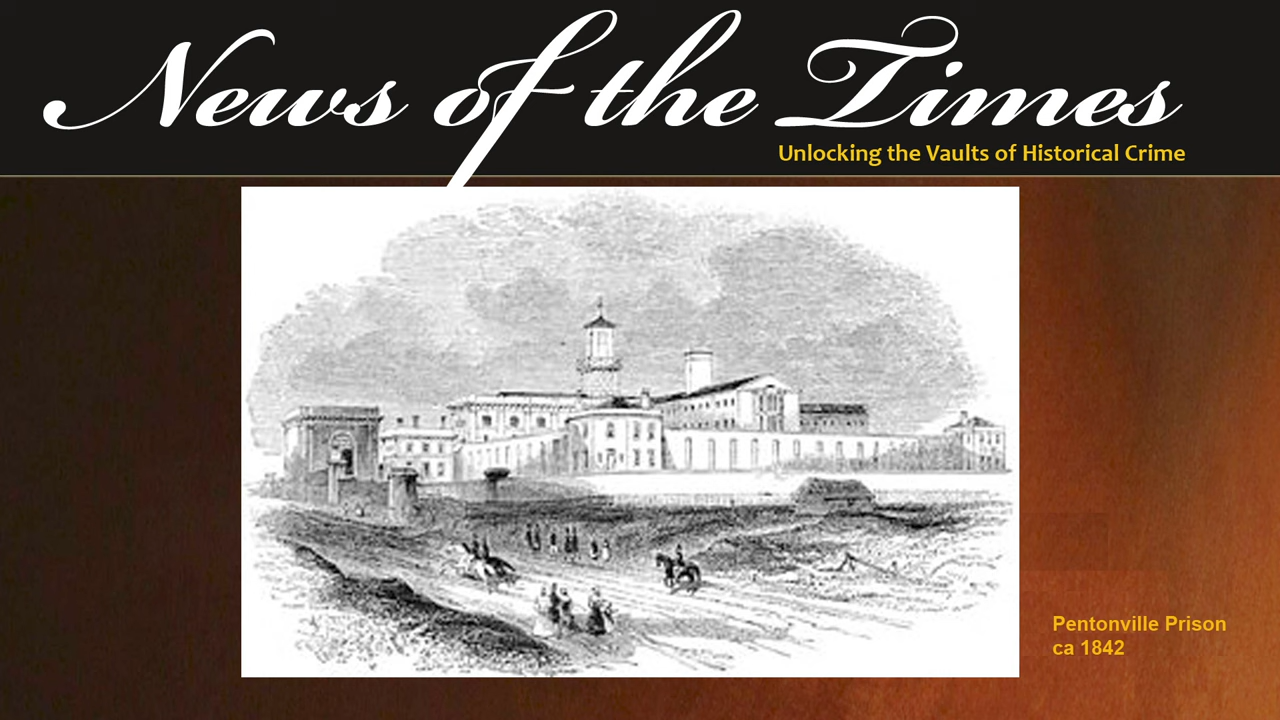 News of the Times
Unlocking the Vaults of Historical Crime
Pentonville Prison
ca 1842